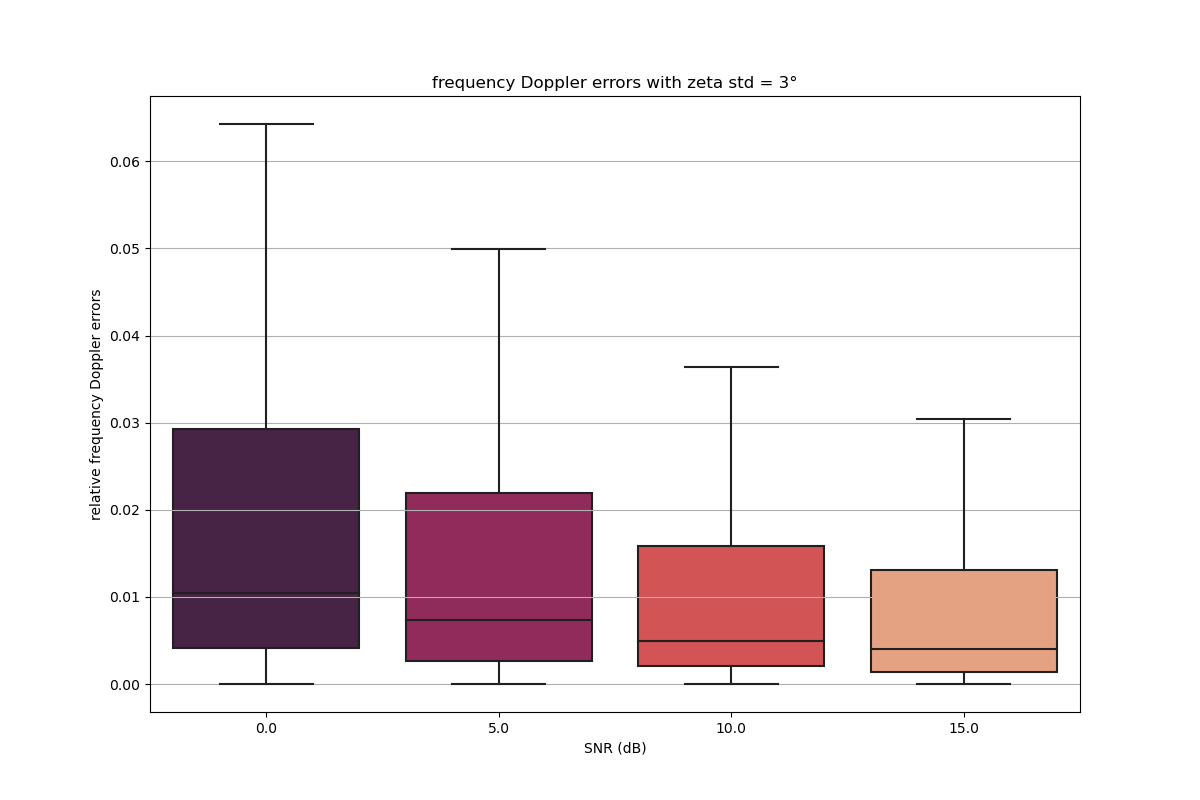 frequency Doppler errors with zeta std = 3°
relative frequency Doppler errors
0.06
0.05
0.04
0.03
0.02
0.01
0.00
0.0 5.0 10.0 15.0
SNR (dB)